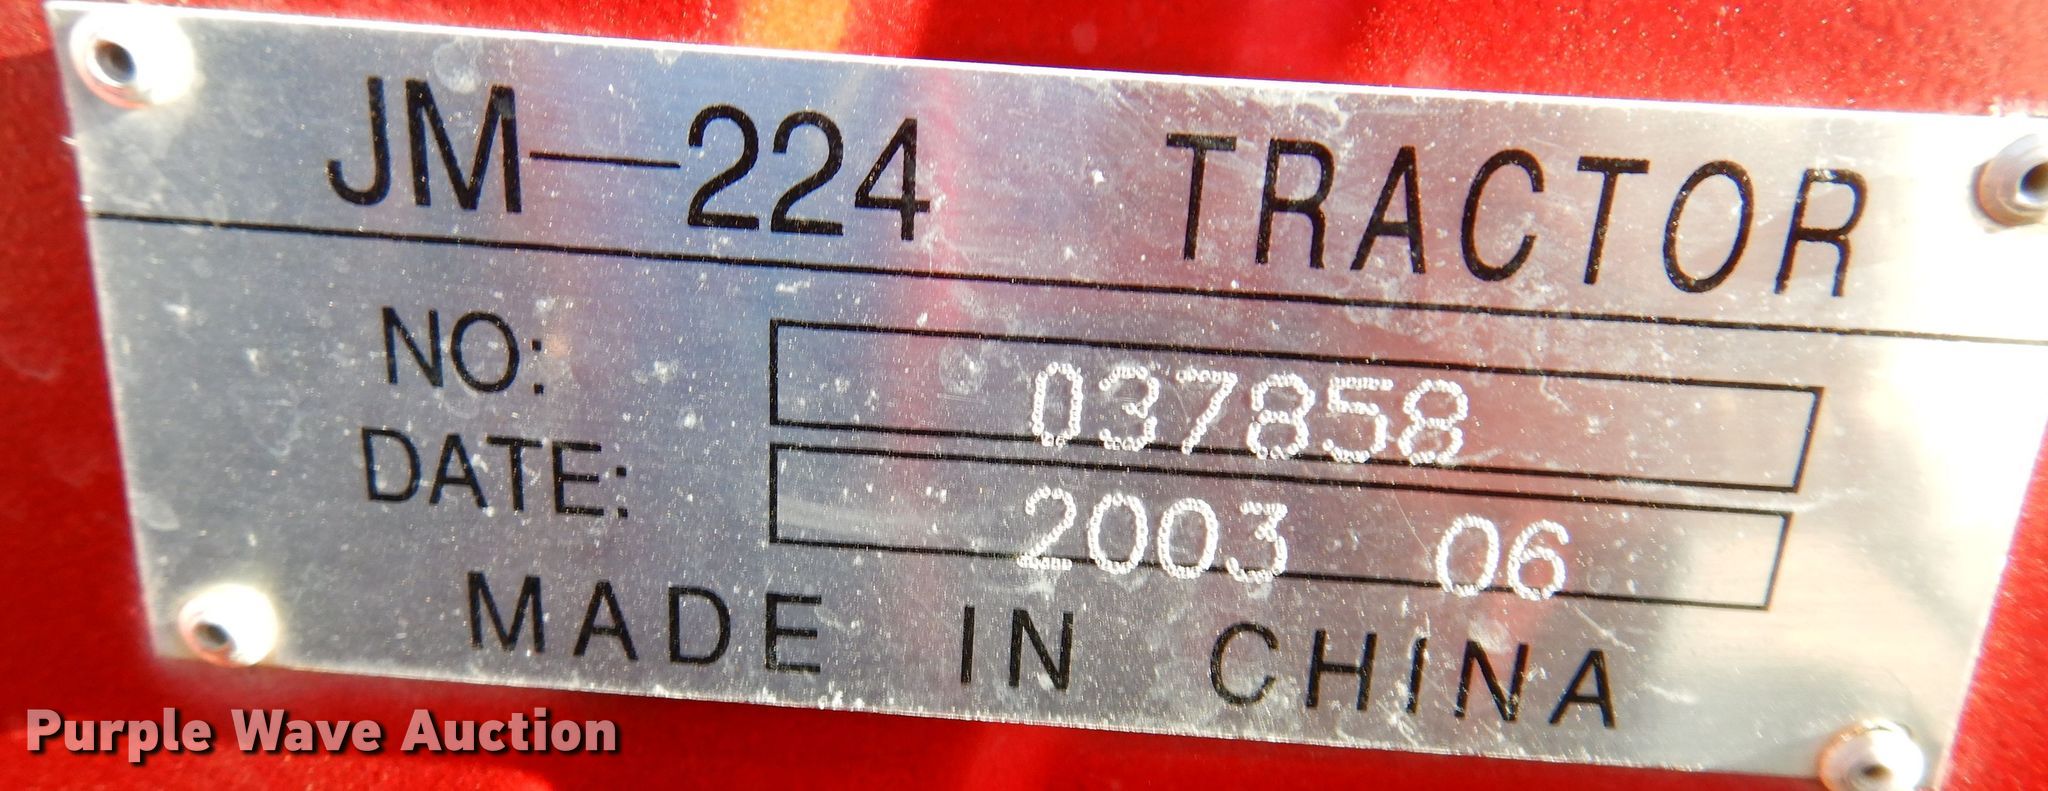 JM—224 TRACTOR
NO: 037858
DATE: 2003 06
MADE IN CHINA
Purple Wave Auction